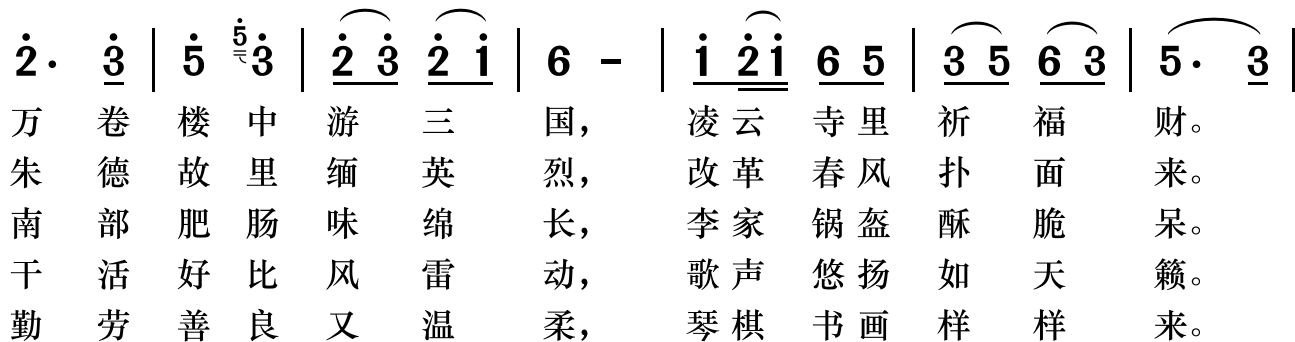 2̇· 3̇ | 5̇ 5̇3̇ | 2̇ 3̇ 2̇ 1̇ | 6 – | 1̇ 2̇1̇ 6 5 | 3 5 6 3 | 5· 3 |
万 卷 楼 中 游 三 国， 凌 云 寺 里 祈 福 财。
朱 德 故 里 缅 英 烈， 改 革 春 风 扑 面 来。
南 部 肥 肠 味 绵 长， 李 家 锅 盔 酥 脆 呆。
干 活 好 比 风 雷 动， 歌 声 悠 扬 如 天 籁。
勤 劳 善 良 又 温 柔， 琴 棋 书 画 样 样 来。